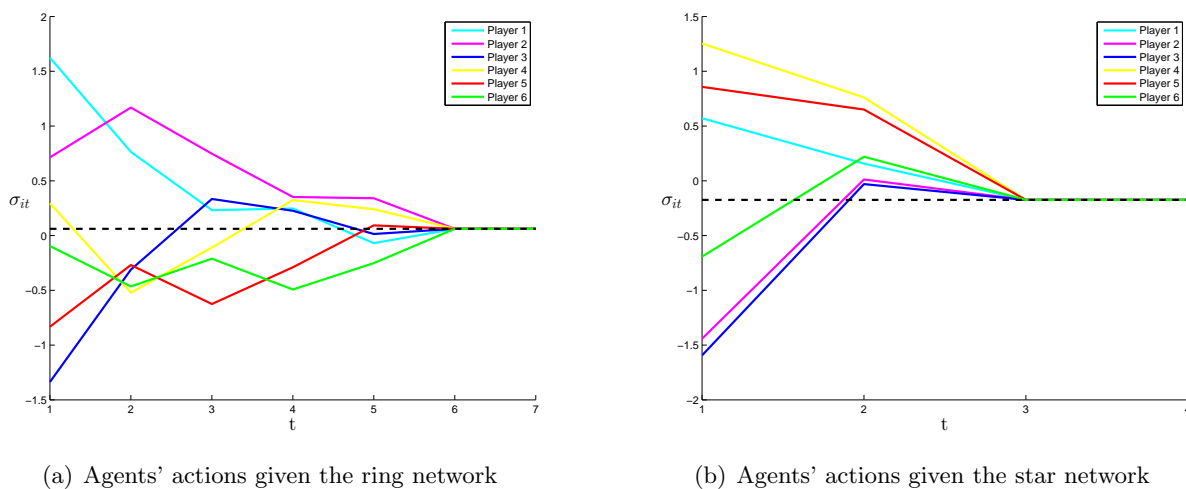 2
1.5
1
0.5
0
−0.5
−1
−1.5
σit
1 2 3 4 5 6 7
t
Player 1
Player 2
Player 3
Player 4
Player 5
Player 6
(a) Agents’ actions given the ring network
1.5
1
0.5
0
−0.5
−1
−1.5
−2
σit
1 2 3 4
t
Player 1
Player 2
Player 3
Player 4
Player 5
Player 6
(b) Agents’ actions given the star network